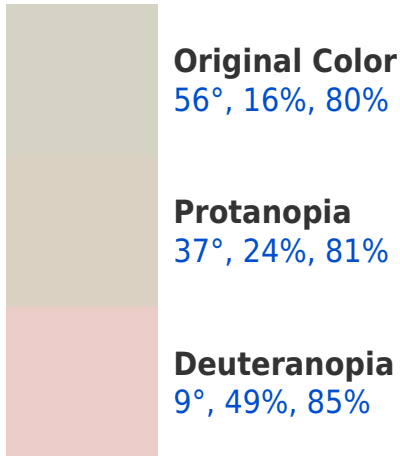 Original Color
56°, 16%, 80%
Protanopia
37°, 24%, 81%
Deuteranopia
9°, 49%, 85%